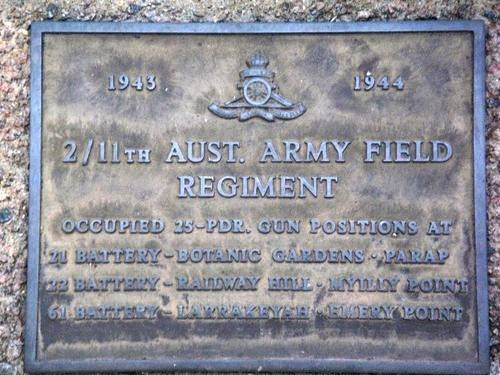 1943 1944
2/11TH AUST. ARMY FIELD
REGIMENT
OCCUPIED 25-PDR. GUN POSITIONS AT
21 BATTERY - BOTANIC GARDENS · PARAP
22 BATTERY - RAILWAY HILL · MYILLY POINT
61 BATTERY - LARRAKEYAH · EMERY POINT